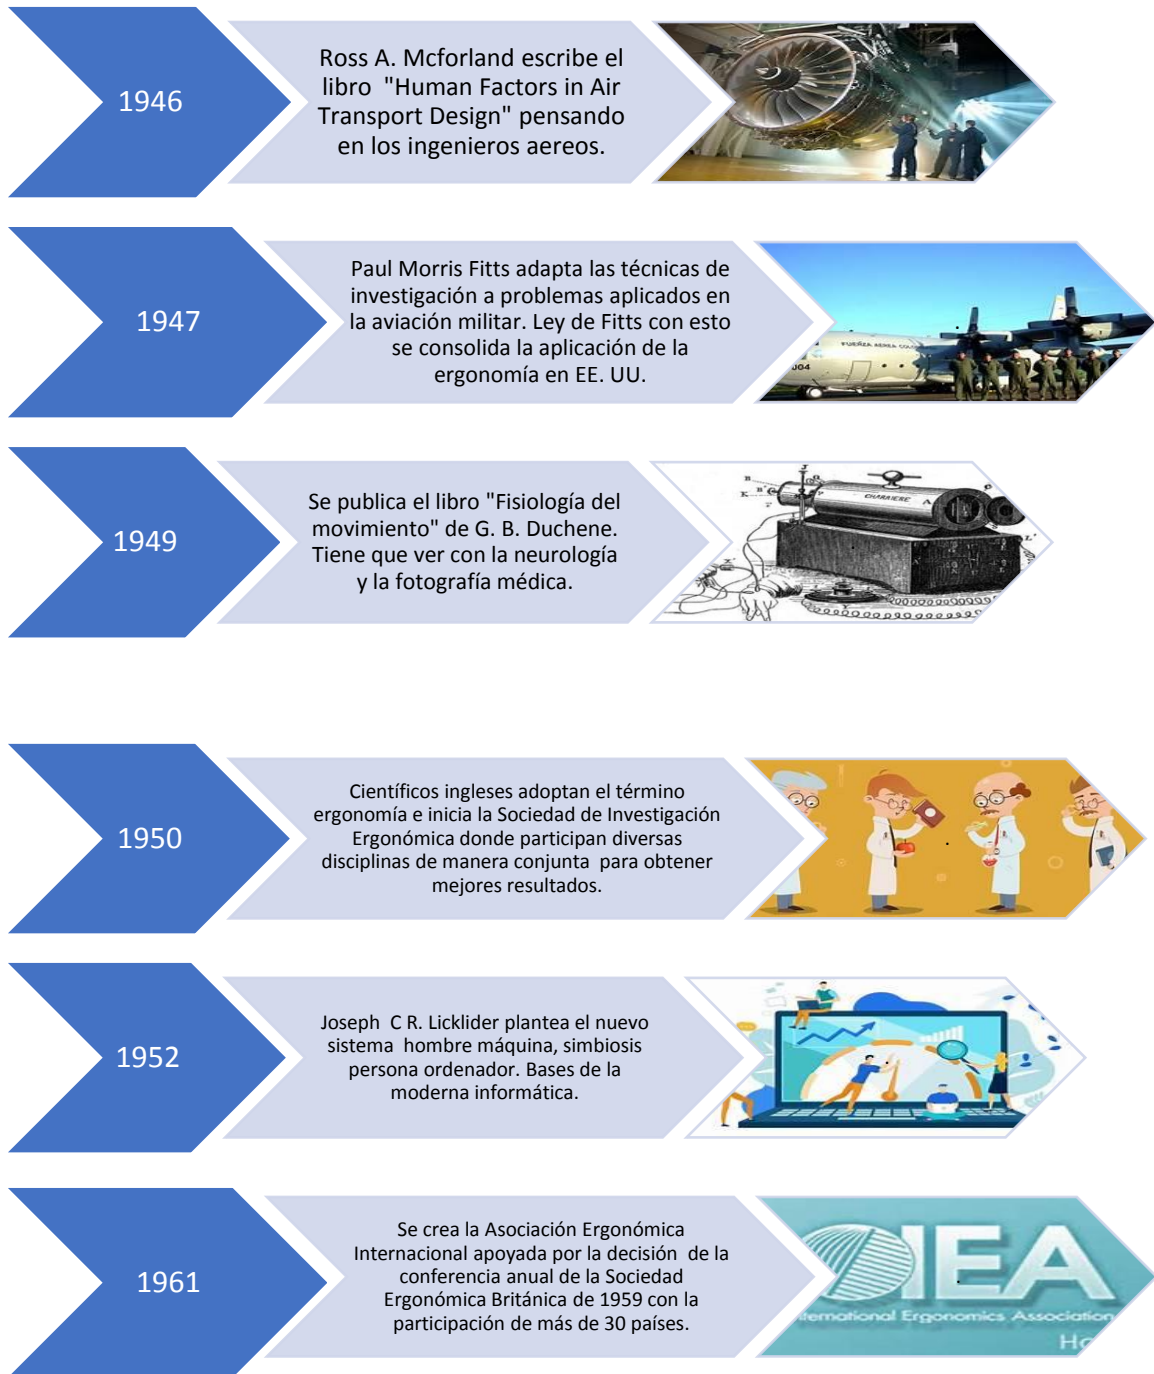 1946
Ross A. Mcforland escribe el
libro "Human Factors in Air
Transport Design" pensando
en los ingenieros aereos.
1947
Paul Morris Fitts adapta las técnicas de
investigación a problemas aplicados en
la aviación militar. Ley de Fitts con esto
se consolida la aplicación de la
ergonomía en EE. UU.
FUERZA AEREA COL
J04
1949
Se publica el libro "Fisiología del
movimiento" de G. B. Duchene.
Tiene que ver con la neurología
y la fotografía médica.
CHARRIERE
1950
Científicos ingleses adoptan el término
ergonomía e inicia la Sociedad de Investigación
Ergonómica donde participan diversas
disciplinas de manera conjunta para obtener
mejores resultados.
1952
Joseph C R. Licklider plantea el nuevo
sistema hombre máquina, simbiosis
persona ordenador. Bases de la
moderna informática.
1961
Se crea la Asociación Ergonómica
Internacional apoyada por la decisión de la
conferencia anual de la Sociedad
Ergonómica Británica de 1959 con la
participación de más de 30 países.
IEA
nternational Ergonomics Association
Ho